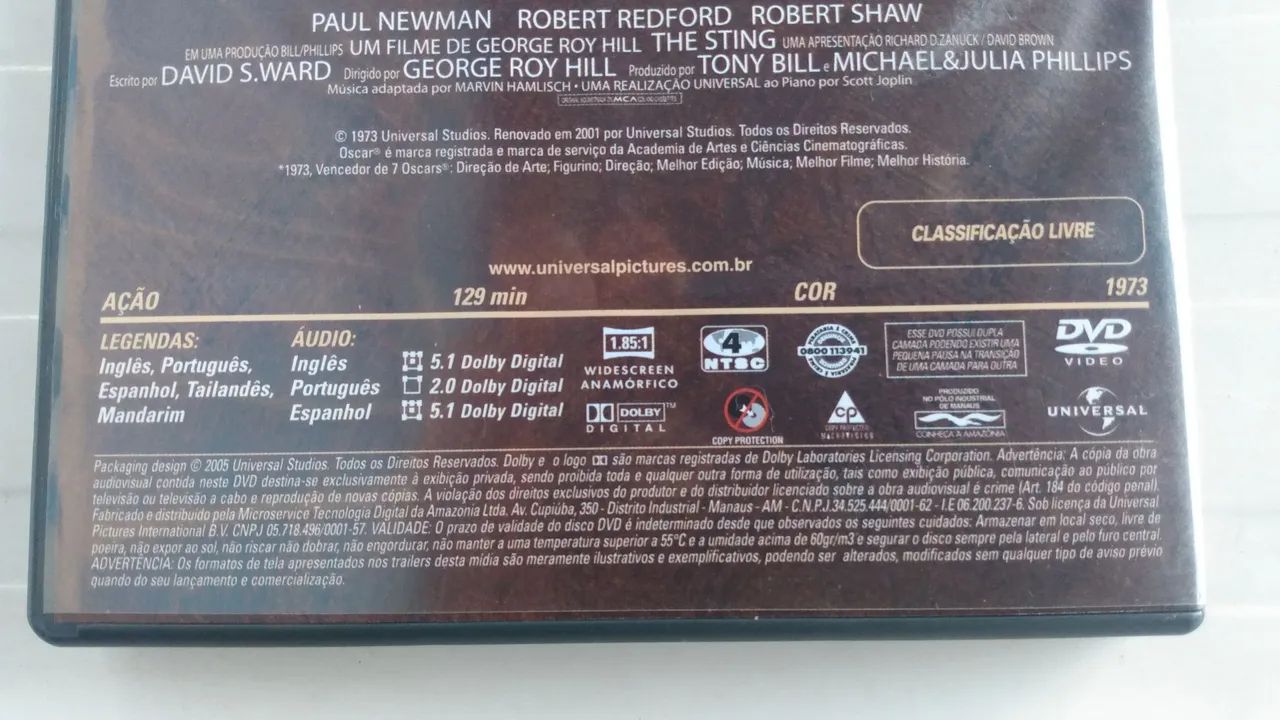 PAUL NEWMAN ROBERT REDFORD ROBERT SHAW
EM UMA PRODUÇÃO BILL/PHILLIPS UM FILME DE GEORGE ROY HILL THE STING UMA APRESENTAÇÃO RICHARD D.ZANUCK / DAVID BROWN
Escrito por DAVID S.WARD Dirigido por GEORGE ROY HILL Produzido por TONY BILL e MICHAEL&JULIA PHILLIPS
Música adaptada por MARVIN HAMLISCH • UMA REALIZAÇÃO UNIVERSAL ao Piano por Scott Joplin
MCA
© 1973 Universal Studios. Renovado em 2001 por Universal Studios. Todos os Direitos Reservados.
Oscar® é marca registrada e marca de serviço da Academia de Artes e Ciências Cinematográficas.
*1973, Vencedor de 7 Oscars®: Direção de Arte; Figurino; Direção; Melhor Edição; Música; Melhor Filme; Melhor História.
CLASSIFICAÇÃO LIVRE
www.universalpictures.com.br
AÇÃO 129 min COR 1973
LEGENDAS:
Inglês, Português,
Espanhol, Tailandês,
Mandarim
ÁUDIO:
Inglês 5.1 Dolby Digital
Português 2.0 Dolby Digital
Espanhol 5.1 Dolby Digital
1.85:1
WIDESCREEN
ANAMÓRFICO
DOLBY™
DIGITAL
4
NTSC
COPY PROTECTION
PIRATARIA É CRIME
0800 113941
CP
COPY PROTECTED
MACROVISION
ESSE DVD POSSUI DUPLA
CAMADA PODENDO EXISTIR UMA
PEQUENA PAUSA NA TRANSIÇÃO
DE UMA CAMADA PARA OUTRA
PRODUZIDO
NO PÓLO INDUSTRIAL
DE MANAUS
CONHEÇA A AMAZÔNIA
DVD
VIDEO
UNIVERSAL
Packaging design © 2005 Universal Studios. Todos os Direitos Reservados. Dolby e o logo são marcas registradas de Dolby Laboratories Licensing Corporation. Advertência: A cópia da obra
audiovisual contida neste DVD destina-se exclusivamente à exibição privada, sendo proibida toda e qualquer outra forma de utilização, tais como exibição pública, comunicação ao público por
televisão ou televisão a cabo e reprodução de novas cópias. A violação dos direitos exclusivos do produtor e do distribuidor licenciado sobre a obra audiovisual é crime (Art. 184 do código penal).
Fabricado e distribuído pela Microservice Tecnologia Digital da Amazônia Ltda. Av. Cupiúba, 350 - Distrito Industrial - Manaus - AM - C.N.P.J.34.525.444/0001-62 - I.E 06.200.237-6. Sob licença da Universal
Pictures International B.V. CNPJ 05.718.496/0001-57. VALIDADE: O prazo de validade do disco DVD é indeterminado desde que observados os seguintes cuidados: Armazenar em local seco, livre de
poeira, não expor ao sol, não riscar não dobrar, não engordurar, não manter a uma temperatura superior a 55ºC e a umidade acima de 60gr/m3 e segurar o disco sempre pela lateral e pelo furo central.
ADVERTÊNCIA: Os formatos de tela apresentados nos trailers desta mídia são meramente ilustrativos e exemplificativos, podendo ser alterados, modificados sem qualquer tipo de aviso prévio
quando do seu lançamento e comercialização.